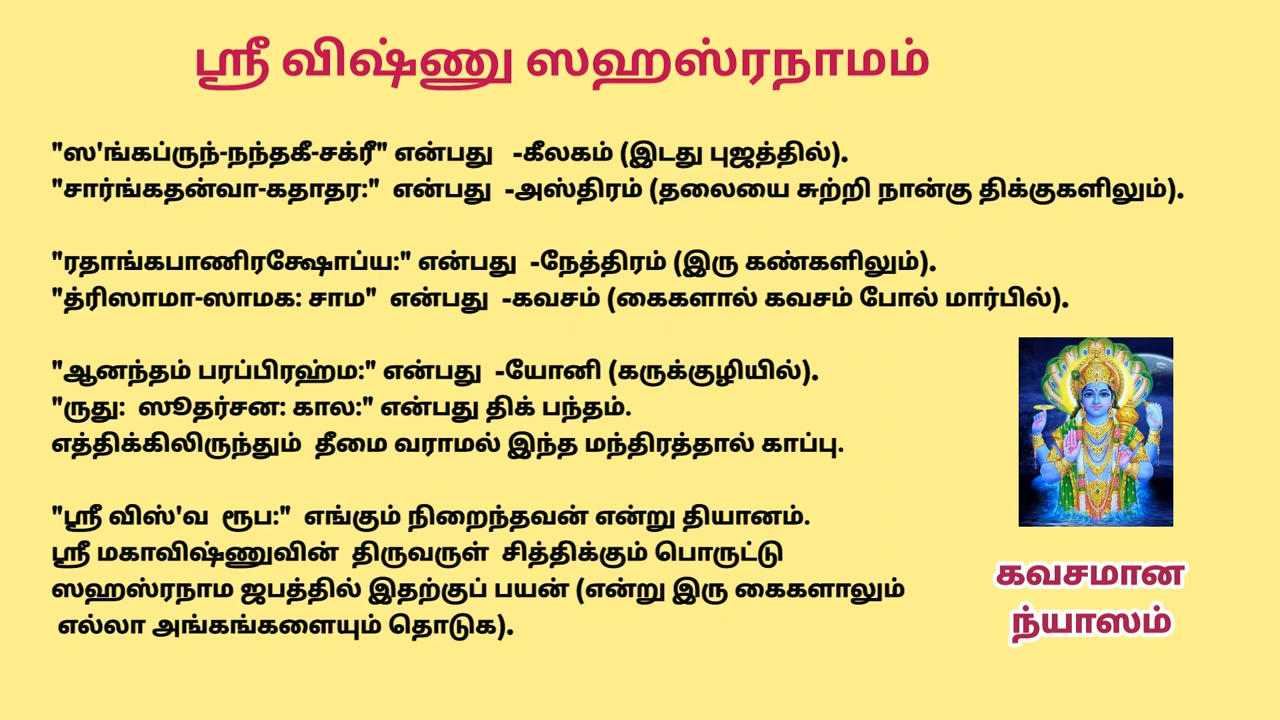 ஸ்ரீ விஷ்ணு ஸஹஸ்ரநாமம்
"ஸ'ங்கப்ருந்-நந்தகீ-சக்ரீ" என்பது -கீலகம் (இடது புஜத்தில்).
"சார்ங்கதன்வா-கதாதர:" என்பது -அஸ்திரம் (தலையை சுற்றி நான்கு திக்குகளிலும்).
"ரதாங்கபாணிரக்ஷோப்ய:" என்பது -நேத்திரம் (இரு கண்களிலும்).
"த்ரிஸாமா-ஸாமக: சாம" என்பது -கவசம் (கைகளால் கவசம் போல் மார்பில்).
"ஆனந்தம் பரப்பிரஹ்ம:" என்பது -யோனி (கருக்குழியில்).
"ருது: ஸூதர்சன: கால:" என்பது திக் பந்தம்.
எத்திக்கிலிருந்தும் தீமை வராமல் இந்த மந்திரத்தால் காப்பு.
"ஸ்ரீ விஸ்'வ ரூப:" எங்கும் நிறைந்தவன் என்று தியானம்.
ஸ்ரீ மகாவிஷ்ணுவின் திருவருள் சித்திக்கும் பொருட்டு
ஸஹஸ்ரநாம ஜபத்தில் இதற்குப் பயன் (என்று இரு கைகளாலும்
எல்லா அங்கங்களையும் தொடுக).
கவசமான
ந்யாஸம்